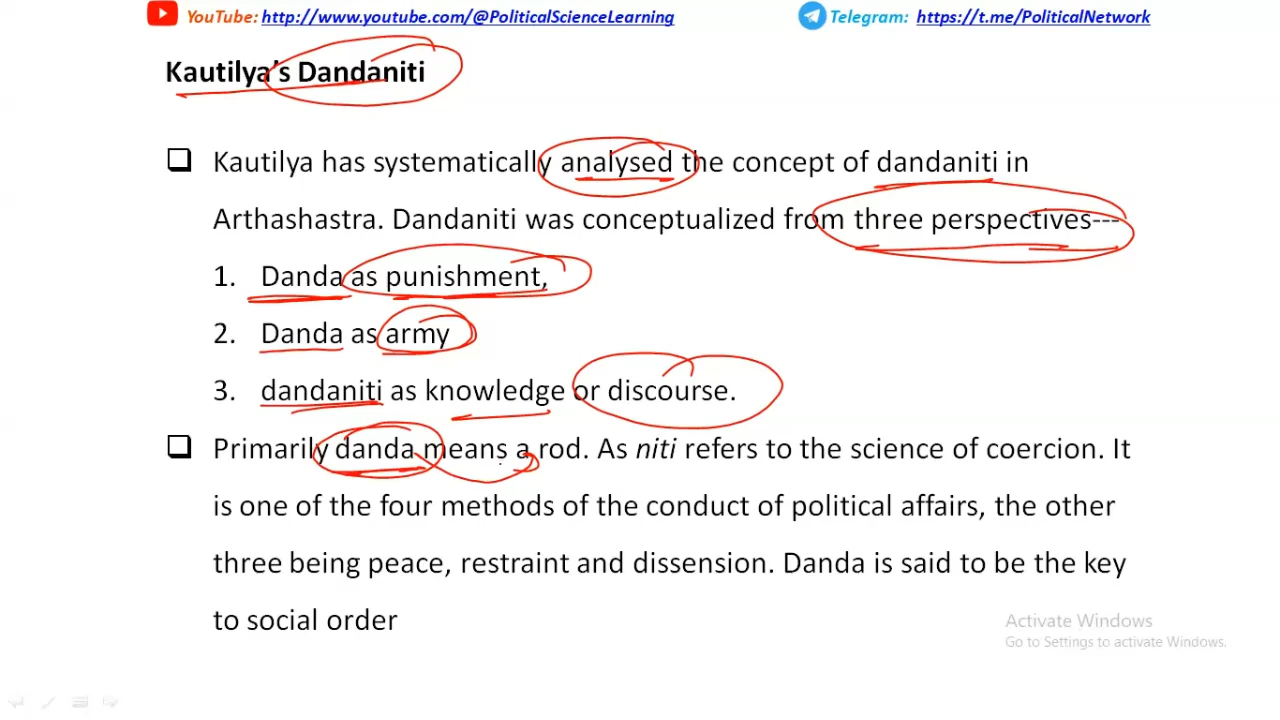 YouTube: http://www.youtube.com/@PoliticalScienceLearning Telegram: https://t.me/PoliticalNetwork
Kautilya's Dandaniti
Kautilya has systematically analysed the concept of dandaniti in
Arthashastra. Dandaniti was conceptualized from three perspectives---
1. Danda as punishment,
2. Danda as army
3. dandaniti as knowledge or discourse.
Primarily danda means a rod. As niti refers to the science of coercion. It
is one of the four methods of the conduct of political affairs, the other
three being peace, restraint and dissension. Danda is said to be the key
to social order
Activate Windows
Go to Settings to activate Windows.